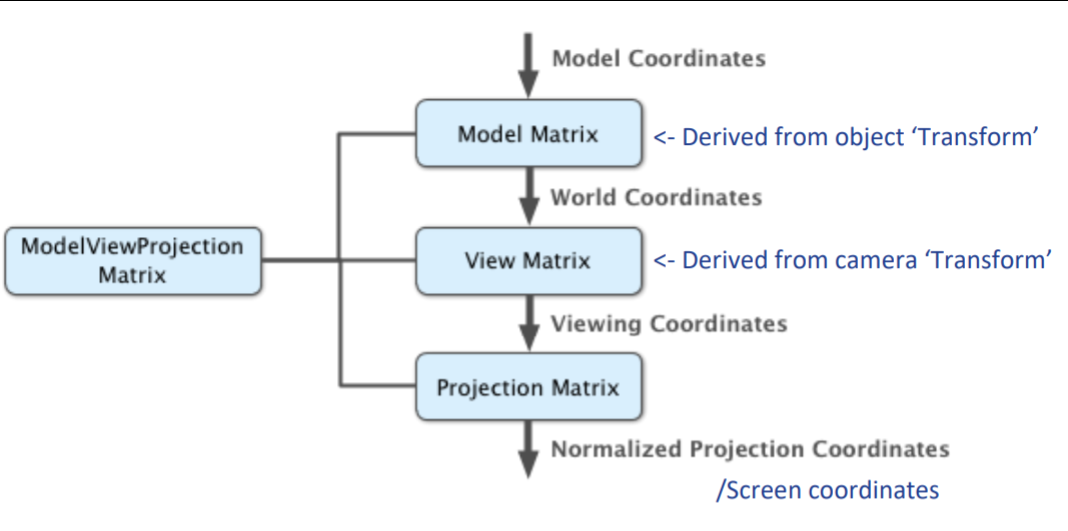 Model Coordinates
Model Matrix
<- Derived from object ‘Transform’
World Coordinates
ModelViewProjection
Matrix
View Matrix
<- Derived from camera ‘Transform’
Viewing Coordinates
Projection Matrix
Normalized Projection Coordinates
/Screen coordinates